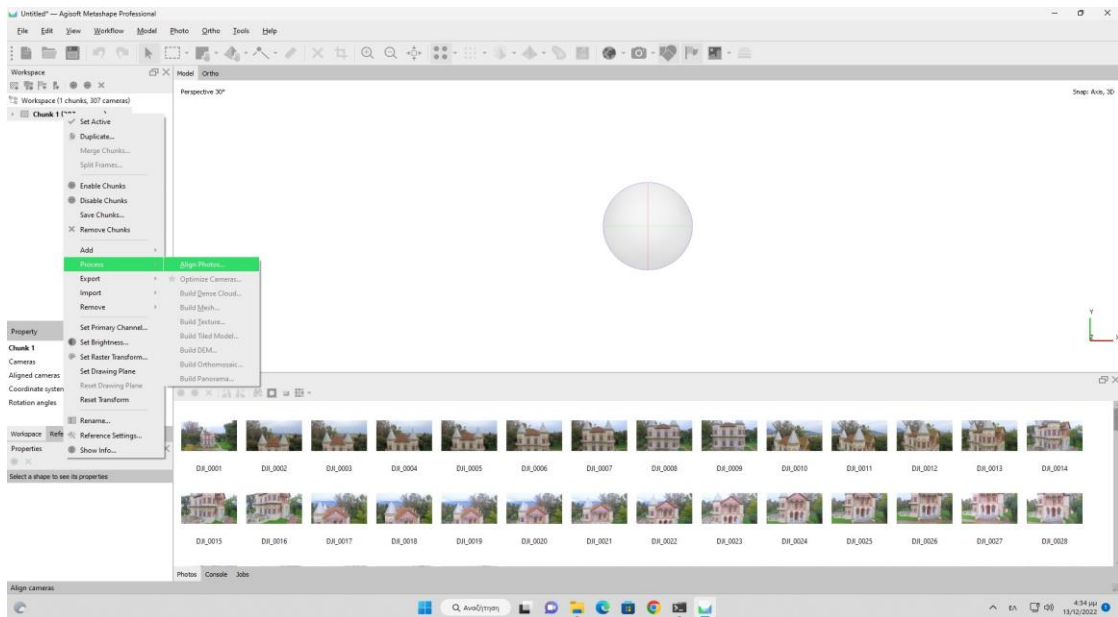 Untitled* — Agisoft Metashape Professional
File Edit View Workflow Model Photo Ortho Tools Help
Workspace
Model Ortho
Workspace (1 chunks, 307 cameras)
Perspective 30°
Snap: Axis, 3D
Chunk 1
Set Active
Duplicate...
Merge Chunks...
Split Frames...
Enable Chunks
Disable Chunks
Save Chunks...
Remove Chunks
Add
Process
Align Photos...
Export
Optimize Cameras...
Import
Build Dense Cloud...
Remove
Build Mesh...
Build Texture...
Set Primary Channel...
Build Tiled Model...
Set Brightness...
Build DEM...
Set Raster Transform...
Build Orthomosaic...
Set Drawing Plane
Build Panorama...
Reset Drawing Plane
Reset Transform
Rename...
Reference Settings...
Show Info...
Property
Chunk 1
Cameras
Aligned cameras
Coordinate system
Rotation angles
Workspace
Properties
Select a shape to see its properties
Y
X
DJI_0001 DJI_0002 DJI_0003 DJI_0004 DJI_0005 DJI_0006 DJI_0007 DJI_0008 DJI_0009 DJI_0010 DJI_0011 DJI_0012 DJI_0013 DJI_0014
DJI_0015 DJI_0016 DJI_0017 DJI_0018 DJI_0019 DJI_0020 DJI_0021 DJI_0022 DJI_0023 DJI_0024 DJI_0025 DJI_0026 DJI_0027 DJI_0028
Photos Console Jobs
Align cameras
Αναζήτηση
ΕΛ
4:34 μμ
13/12/2022